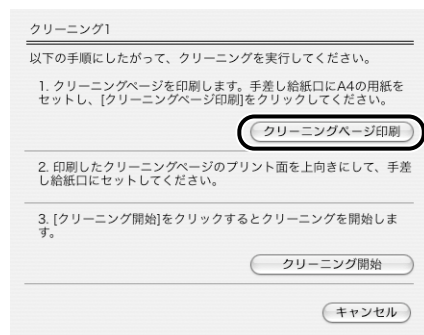 クリーニング1
以下の手順にしたがって、クリーニングを実行してください。
1. クリーニングページを印刷します。手差し給紙口にA4の用紙を
セットし、[クリーニングページ印刷]をクリックしてください。
クリーニングページ印刷
2. 印刷したクリーニングページのプリント面を上向きにして、手差
し給紙口にセットしてください。
3. [クリーニング開始]をクリックするとクリーニングを開始しま
す。
クリーニング開始
キャンセル